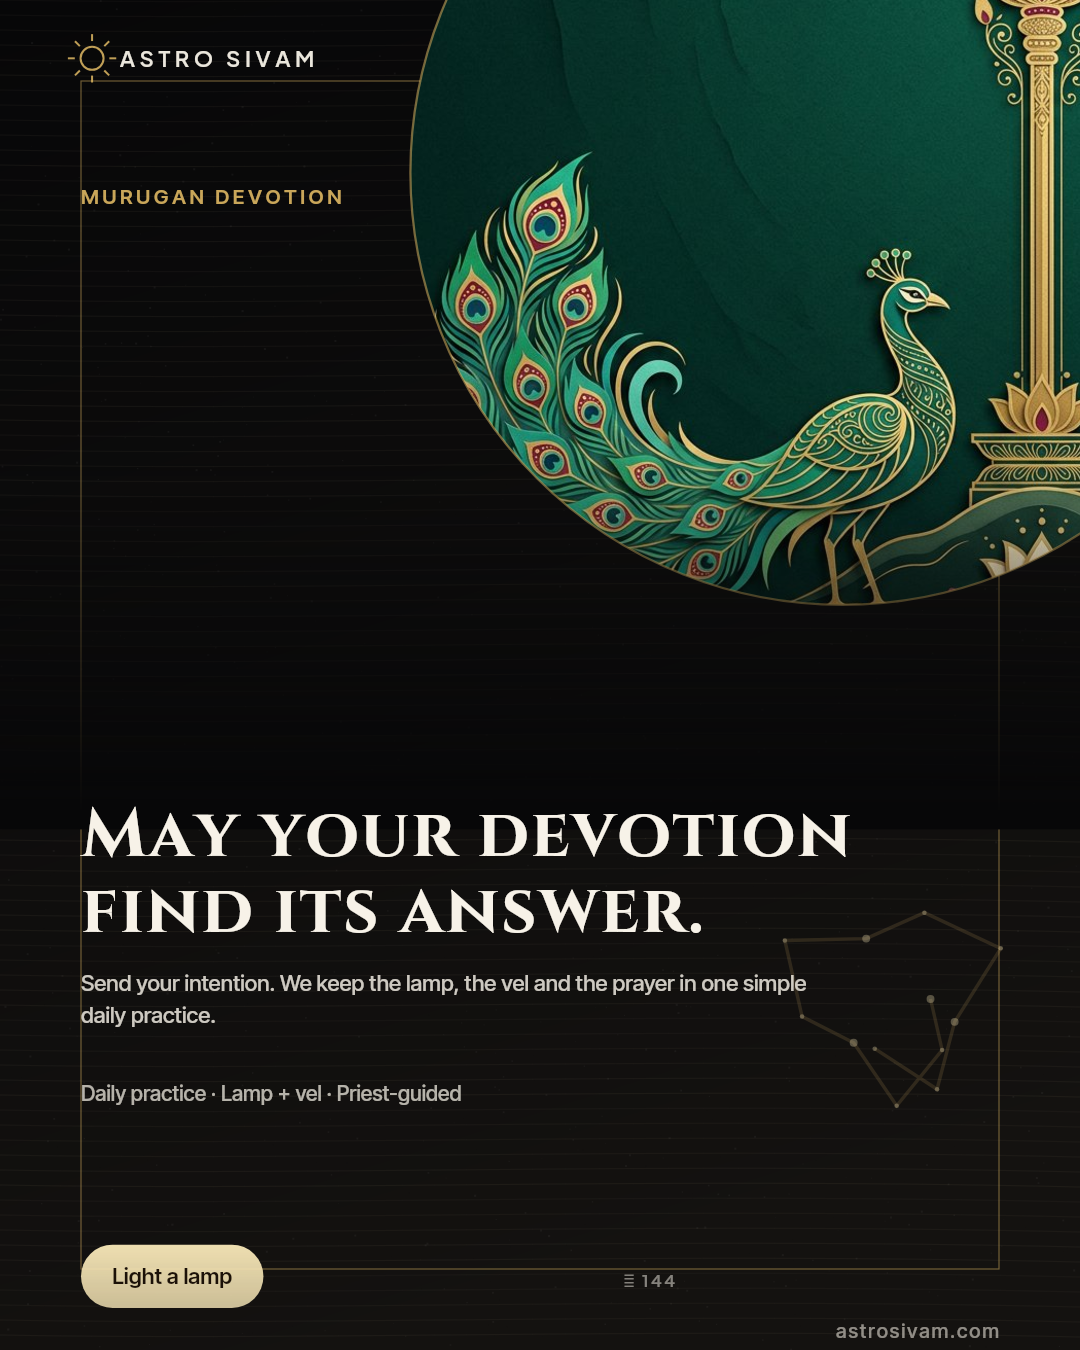 ASTRO SIVAM
MURUGAN DEVOTION
MAY YOUR DEVOTION
FIND ITS ANSWER.
Send your intention. We keep the lamp, the vel and the prayer in one simple
daily practice.
Daily practice · Lamp + vel · Priest-guided
Light a lamp
144
astrosivam.com